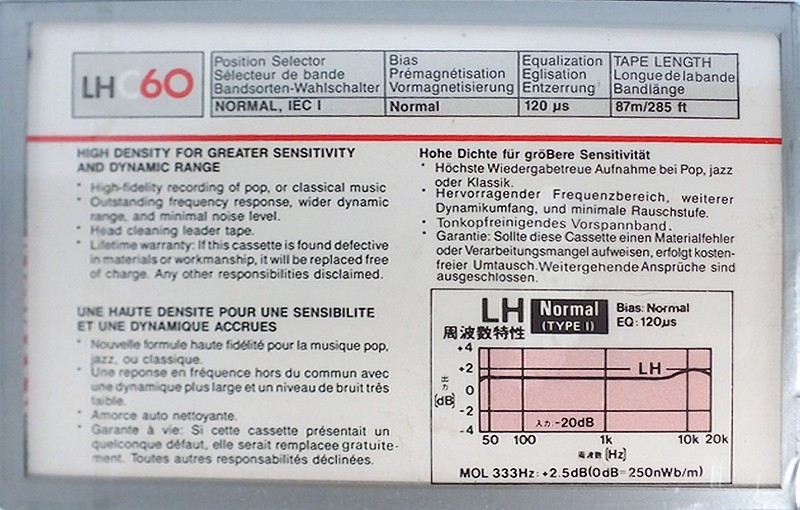 LH C60
Position Selector
Sélecteur de bande
Bandsorten-Wahlschalter
NORMAL, IEC I
Bias
Prémagnétisation
Vormagnetisierung
Normal
Equalization
Eglisation
Entzerrung
120 µs
TAPE LENGTH
Longue de la bande
Bandlänge
87m/285 ft
HIGH DENSITY FOR GREATER SENSITIVITY
AND DYNAMIC RANGE
* High-fidelity recording of pop, or classical music
* Outstanding frequency response, wider dynamic
range, and minimal noise level.
* Head cleaning leader tape.
* Lifetime warranty: If this cassette is found defective
in materials or workmanship, it will be replaced free
of charge. Any other responsibilities disclaimed.
UNE HAUTE DENSITE POUR UNE SENSIBILITE
ET UNE DYNAMIQUE ACCRUES
* Nouvelle formule haute fidélité pour la musique pop,
jazz, ou classique.
* Une reponse en fréquence hors du commun avec
une dynamique plus large et un niveau de bruit très
faible.
* Amorce auto nettoyante.
* Garantie à vie: Si cette cassette présentait un
quelconque défaut, elle serait remplacee gratuite-
ment. Toutes autres responsabilités déclinées.
Hohe Dichte für gröBere Sensitivität
* Höchste Wiedergabetreue Aufnahme bei Pop, jazz
oder Klassik.
* Hervorragender Frequenzbereich, weiterer
Dynamikumfang, und minimale Rauschstufe.
* Tonkopfreinigendes Vorspannband.
* Garantie: Sollte diese Cassette einen Materialfehler
oder Verarbeitungsmangel aufweisen, erfolgt kosten-
freier Umtausch. Weitergehende Ansprüche sind
ausgeschlossen.
LH Normal (TYPE I)
Bias: Normal
EQ: 120µs
周波数特性
+4
+2
0
-2
-4
出力 [dB]
LH
入力 -20dB
50 100 1k 10k 20k
周波数 [Hz]
MOL 333Hz: +2.5dB(0dB=250nWb/m)